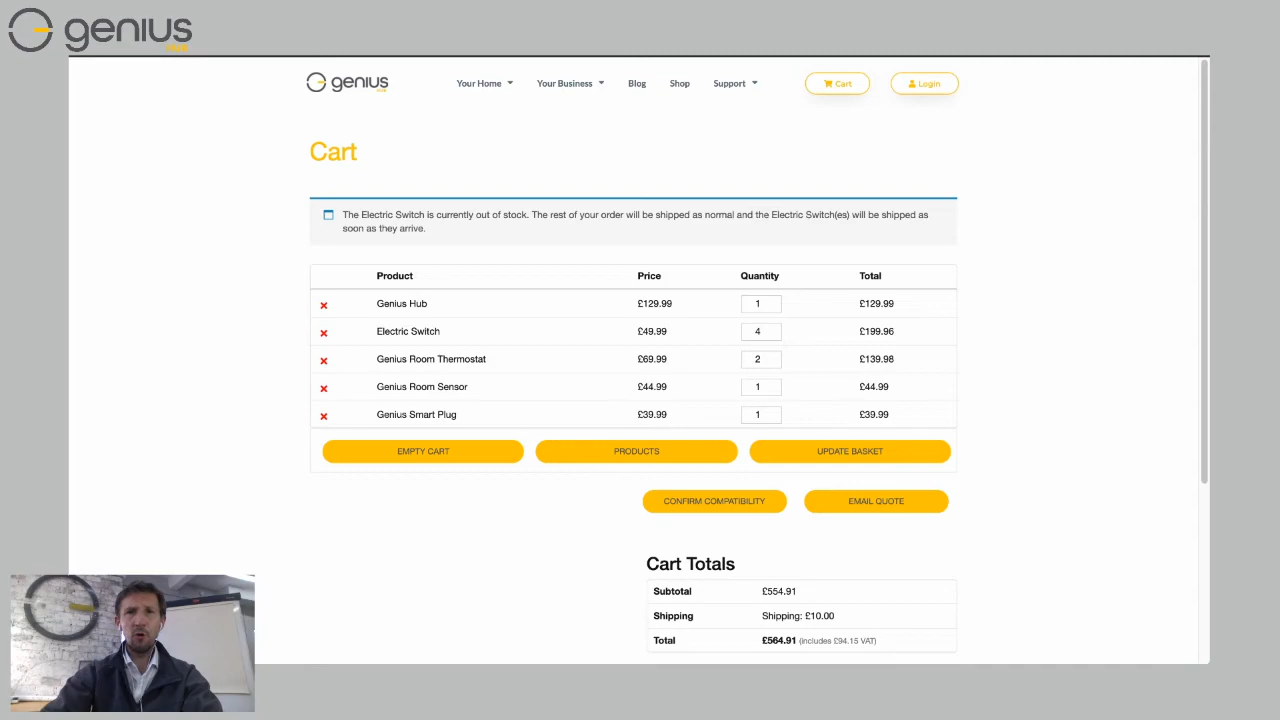 genius
HUB
genius
Your Home
Your Business
Blog
Shop
Support
Cart
Login
Cart
The Electric Switch is currently out of stock. The rest of your order will be shipped as normal and the Electric Switch(es) will be shipped as
soon as they arrive.
Product Price Quantity Total
Genius Hub £129.99 1 £129.99
Electric Switch £49.99 4 £199.96
Genius Room Thermostat £69.99 2 £139.98
Genius Room Sensor £44.99 1 £44.99
Genius Smart Plug £39.99 1 £39.99
EMPTY CART PRODUCTS UPDATE BASKET
CONFIRM COMPATIBILITY EMAIL QUOTE
Cart Totals
Subtotal £554.91
Shipping Shipping: £10.00
Total £564.91 (includes £94.15 VAT)